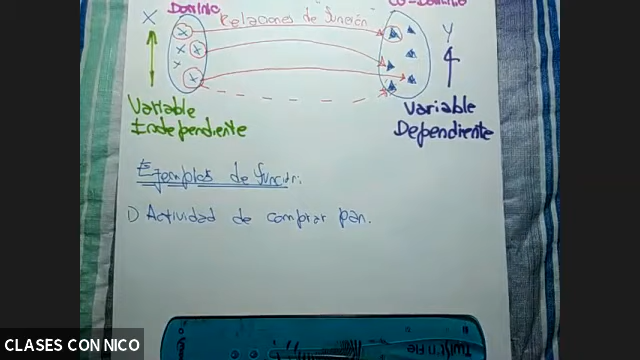 Dominio
Co-Dominio
X
Relaciones de función
Y
Variable
Independiente
Variable
Dependiente
Ejemplos de función:
1) Actividad de comprar pan.
CLASES CON NICO